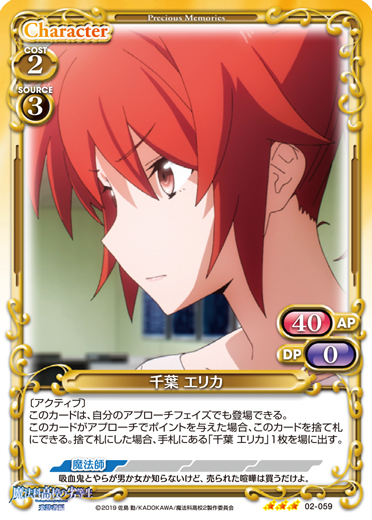 Precious Memories
Character
COST
2
SOURCE
3
40 AP
DP 0
千葉 エリカ
〔アクティブ〕
このカードは、自分のアプローチフェイズでも登場できる。
このカードがアプローチでポイントを与えた場合、このカードを捨て札
にできる。捨て札にした場合、手札にある「千葉 エリカ」1枚を場に出す。
魔法師
吸血鬼とやらが男か女か知らないけど、売られた喧嘩は買うだけよ。
魔法科高校の劣等生
来訪者編
©2019 佐島 勤/KADOKAWA/魔法科高校2製作委員会
★★★ 02-059